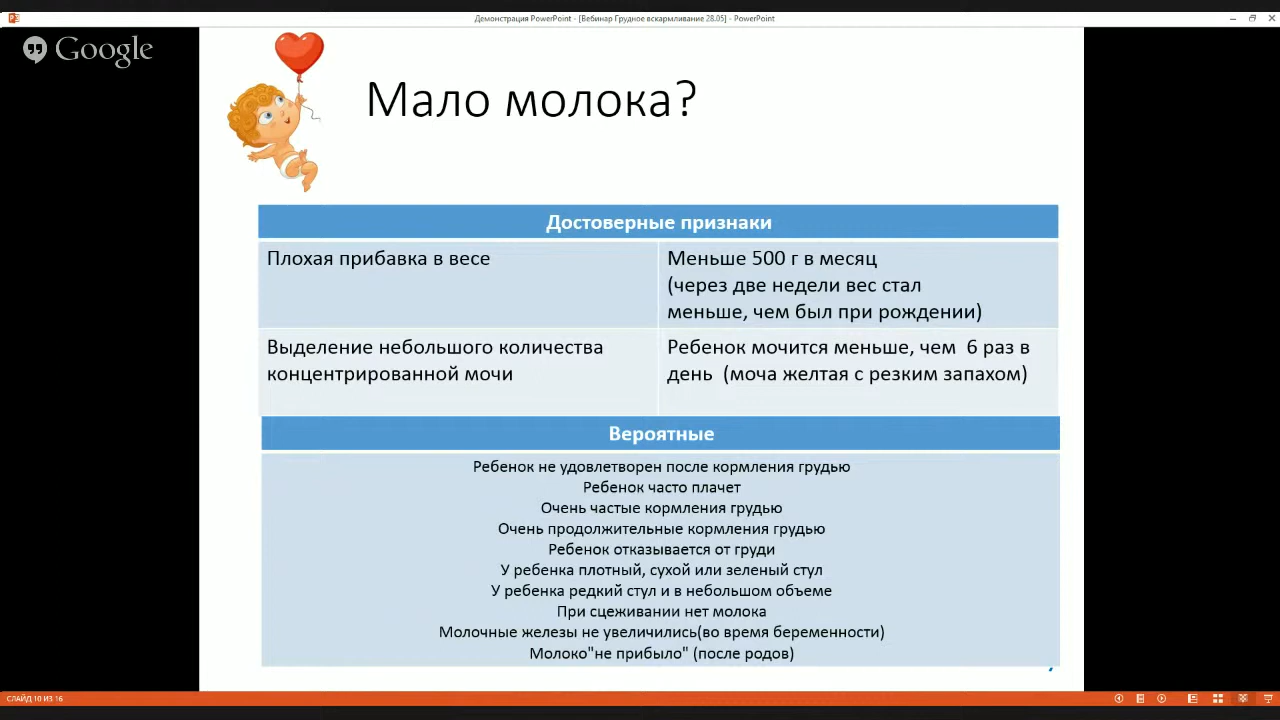 Демонстрация PowerPoint - [Вебинар Грудное вскармливание 28.05] - PowerPoint
Google
Мало молока?
Достоверные признаки
Плохая прибавка в весе
Меньше 500 г в месяц
(через две недели вес стал
меньше, чем был при рождении)
Выделение небольшого количества
концентрированной мочи
Ребенок мочится меньше, чем 6 раз в
день (моча желтая с резким запахом)
Вероятные
Ребенок не удовлетворен после кормления грудью
Ребенок часто плачет
Очень частые кормления грудью
Очень продолжительные кормления грудью
Ребенок отказывается от груди
У ребенка плотный, сухой или зеленый стул
У ребенка редкий стул и в небольшом объеме
При сцеживании нет молока
Молочные железы не увеличились(во время беременности)
Молоко"не прибыло" (после родов)
СЛАЙД 10 ИЗ 16